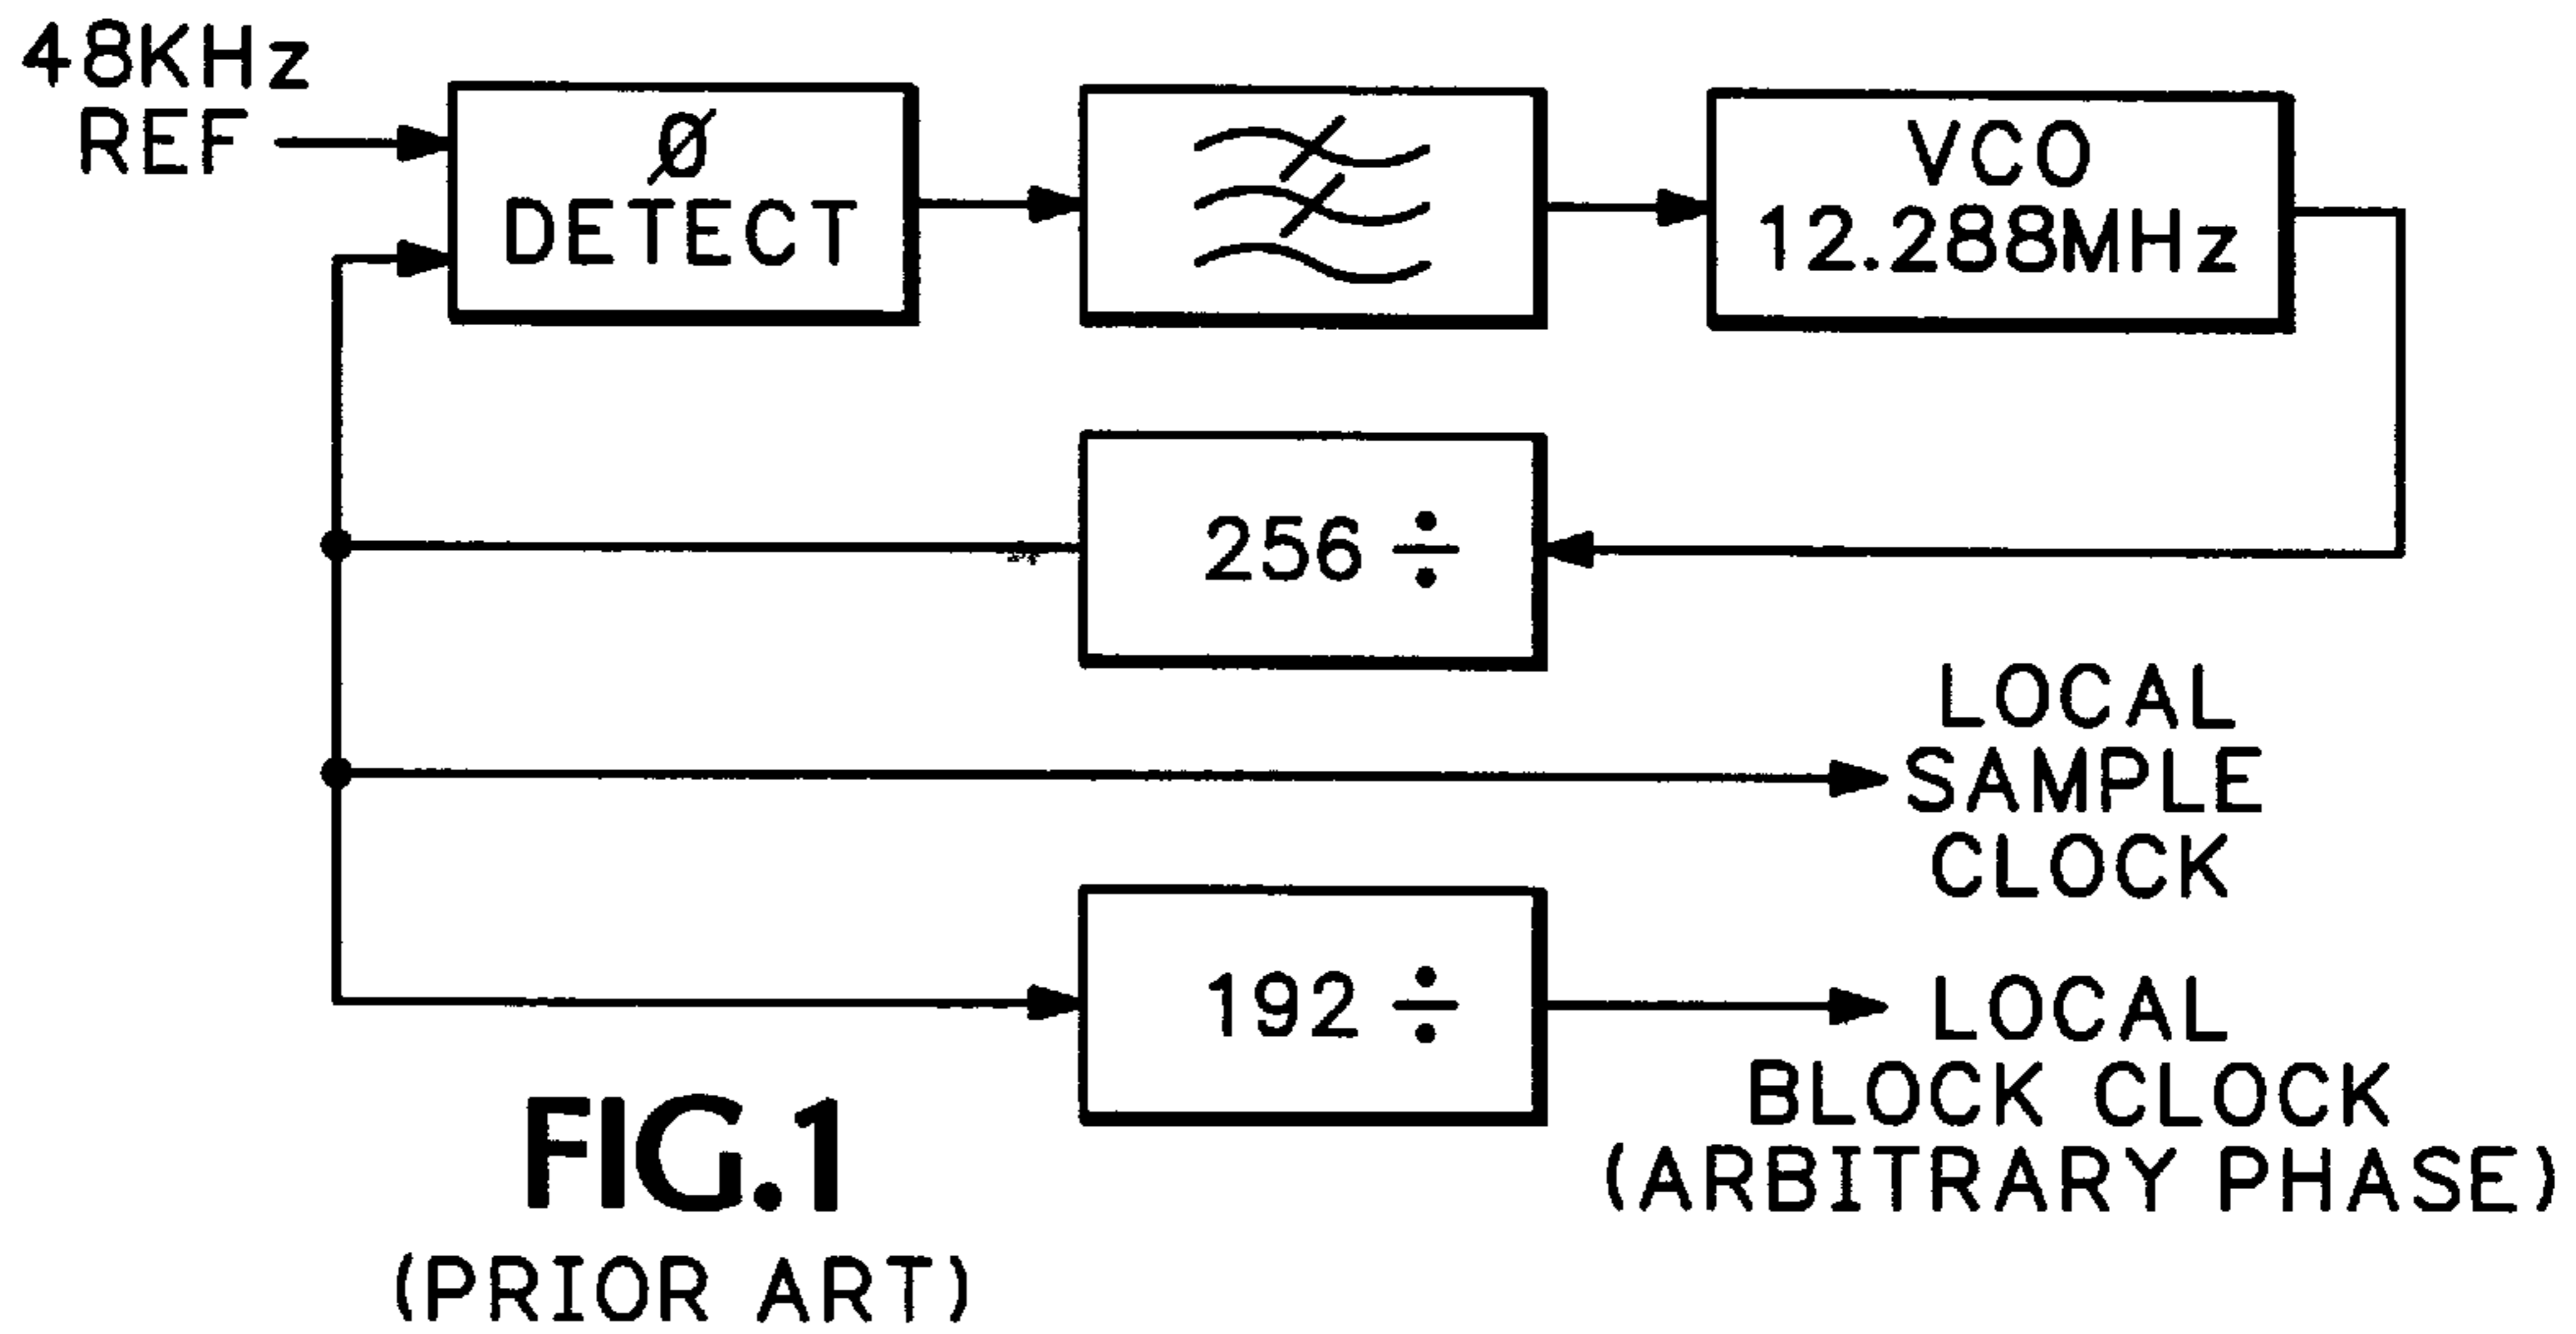 48KHz
REF
Ø
DETECT
VCO
12.288MHz
256 ÷
LOCAL
SAMPLE
CLOCK
192 ÷
LOCAL
BLOCK CLOCK
(ARBITRARY PHASE)
FIG.1
(PRIOR ART)